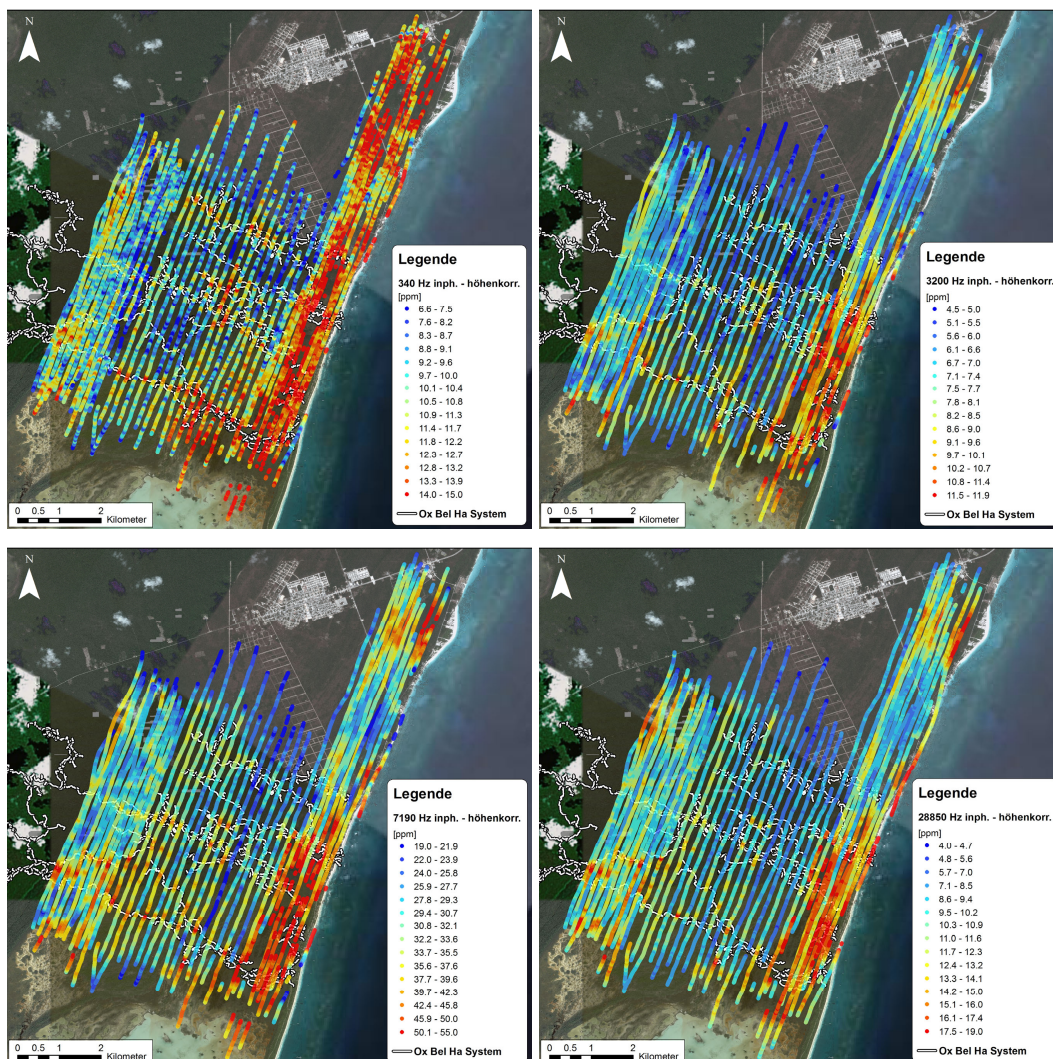 N
Legende
340 Hz inph. - höhenkorr.
[ppm]
6.6 - 7.5
7.6 - 8.2
8.3 - 8.7
8.8 - 9.1
9.2 - 9.6
9.7 - 10.0
10.1 - 10.4
10.5 - 10.8
10.9 - 11.3
11.4 - 11.7
11.8 - 12.2
12.3 - 12.7
12.8 - 13.2
13.3 - 13.9
14.0 - 15.0
Ox Bel Ha System
0 0.5 1 2
Kilometer
N
Legende
3200 Hz inph. - höhenkorr.
[ppm]
4.5 - 5.0
5.1 - 5.5
5.6 - 6.0
6.1 - 6.6
6.7 - 7.0
7.1 - 7.4
7.5 - 7.7
7.8 - 8.1
8.2 - 8.5
8.6 - 9.0
9.1 - 9.6
9.7 - 10.1
10.2 - 10.7
10.8 - 11.4
11.5 - 11.9
Ox Bel Ha System
0 0.5 1 2
Kilometer
N
Legende
7190 Hz inph. - höhenkorr.
[ppm]
19.0 - 21.9
22.0 - 23.9
24.0 - 25.8
25.9 - 27.7
27.8 - 29.3
29.4 - 30.7
30.8 - 32.1
32.2 - 33.6
33.7 - 35.5
35.6 - 37.6
37.7 - 39.6
39.7 - 42.3
42.4 - 45.8
45.9 - 50.0
50.1 - 55.0
Ox Bel Ha System
0 0.5 1 2
Kilometer
N
Legende
28850 Hz inph. - höhenkorr.
[ppm]
4.0 - 4.7
4.8 - 5.6
5.7 - 7.0
7.1 - 8.5
8.6 - 9.4
9.5 - 10.2
10.3 - 10.9
11.0 - 11.6
11.7 - 12.3
12.4 - 13.2
13.3 - 14.1
14.2 - 15.0
15.1 - 16.0
16.1 - 17.4
17.5 - 19.0
Ox Bel Ha System
0 0.5 1 2
Kilometer